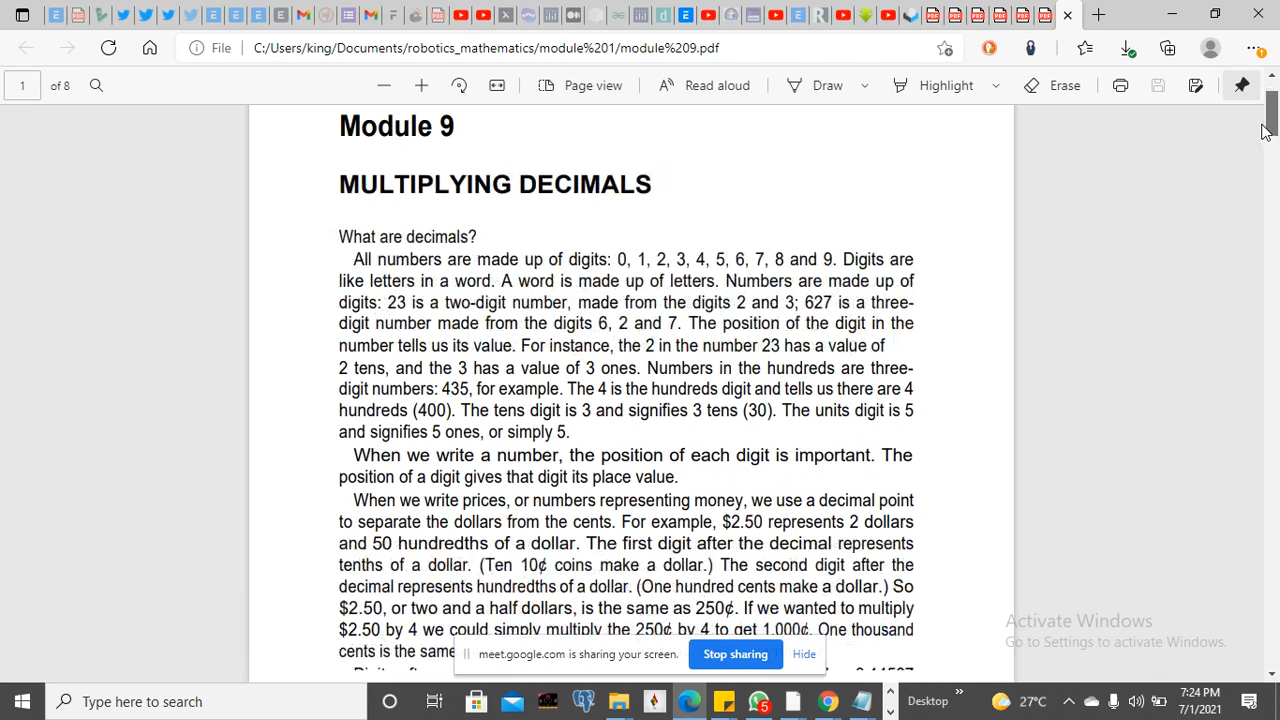 File
C:/Users/king/Documents/robotics_mathematics/module%201/module%209.pdf
1 of 8
Page view
Read aloud
Draw
Highlight
Erase
Module 9
MULTIPLYING DECIMALS
What are decimals?
All numbers are made up of digits: 0, 1, 2, 3, 4, 5, 6, 7, 8 and 9. Digits are
like letters in a word. A word is made up of letters. Numbers are made up of
digits: 23 is a two-digit number, made from the digits 2 and 3; 627 is a three-
digit number made from the digits 6, 2 and 7. The position of the digit in the
number tells us its value. For instance, the 2 in the number 23 has a value of
2 tens, and the 3 has a value of 3 ones. Numbers in the hundreds are three-
digit numbers: 435, for example. The 4 is the hundreds digit and tells us there are 4
hundreds (400). The tens digit is 3 and signifies 3 tens (30). The units digit is 5
and signifies 5 ones, or simply 5.
When we write a number, the position of each digit is important. The
position of a digit gives that digit its place value.
When we write prices, or numbers representing money, we use a decimal point
to separate the dollars from the cents. For example, $2.50 represents 2 dollars
and 50 hundredths of a dollar. The first digit after the decimal represents
tenths of a dollar. (Ten 10¢ coins make a dollar.) The second digit after the
decimal represents hundredths of a dollar. (One hundred cents make a dollar.) So
$2.50, or two and a half dollars, is the same as 250¢. If we wanted to multiply
$2.50 by 4 we could simply multiply the 250¢ by 4 to get 1,000¢. One thousand
cents is the same
meet.google.com is sharing your screen.
Stop sharing
Hide
Activate Windows
Go to Settings to activate Windows.
Type here to search
5
Desktop
27°C
7:24 PM
7/1/2021